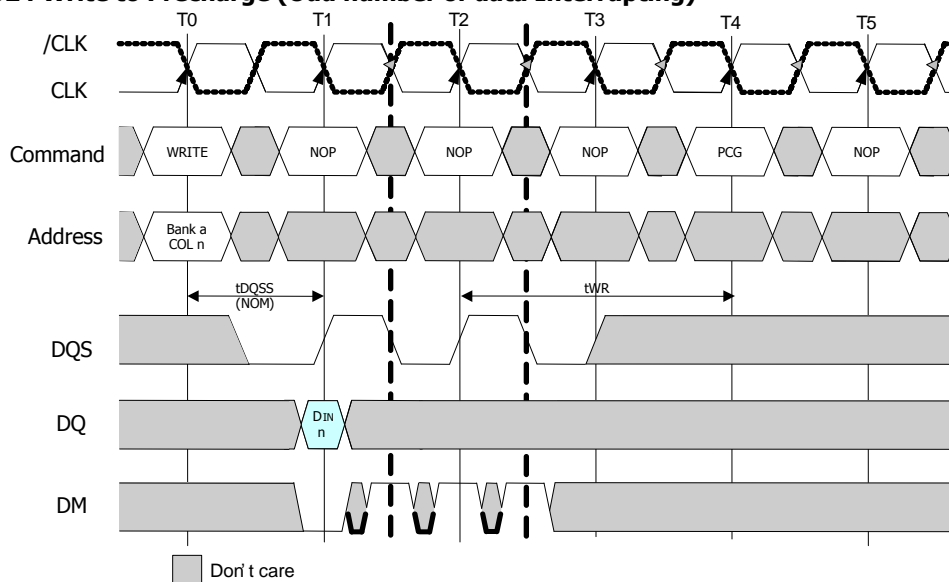 Write to Precharge (Odd number of data Interrupting)
T0 T1 T2 T3 T4 T5
/CLK
CLK
Command WRITE NOP NOP NOP PCG NOP
Address Bank a
COL n
tDQSS
(NOM)
tWR
DQS
DQ DIN
n
DM
Don't care